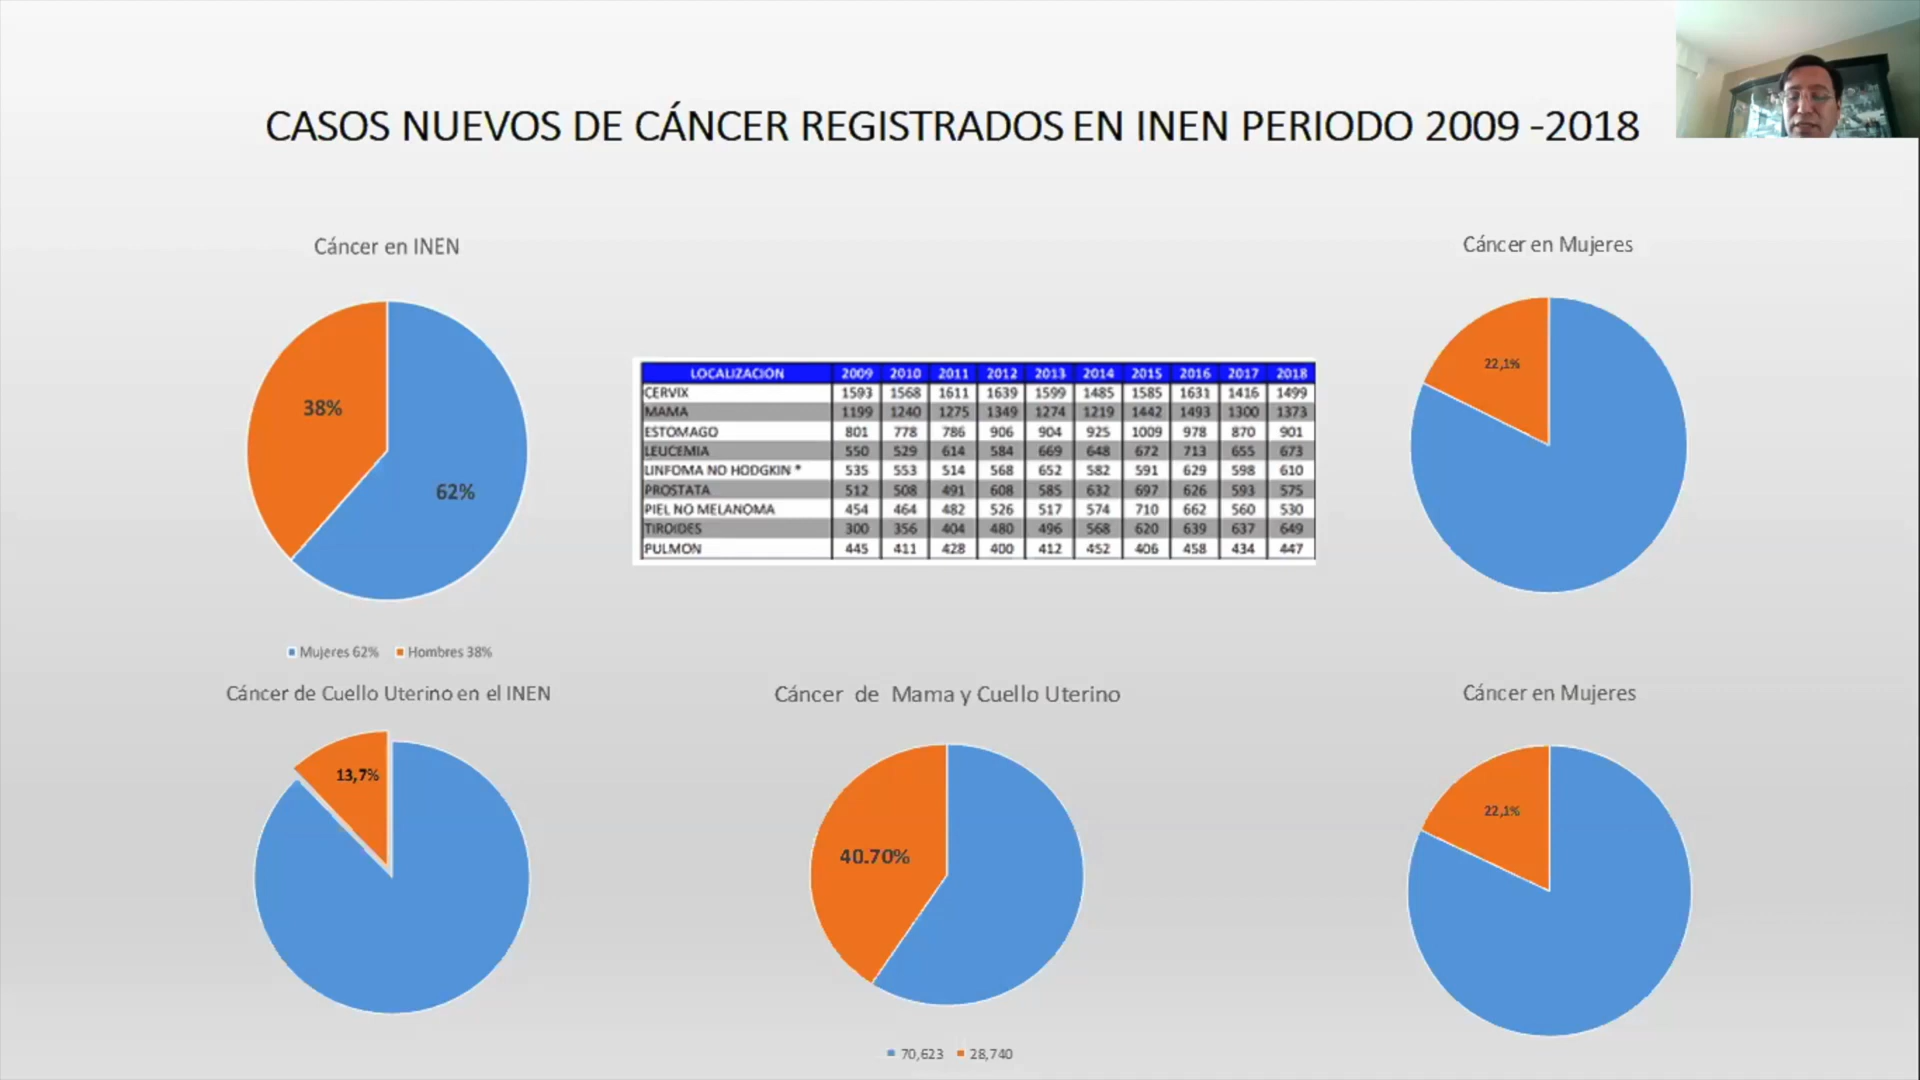 CASOS NUEVOS DE CÁNCER REGISTRADOS EN INEN PERIODO 2009 -2018
Cáncer en INEN
38%
62%
Mujeres 62% Hombres 38%
LOCALIZACION 2009 2010 2011 2012 2013 2014 2015 2016 2017 2018
CERVIX 1593 1568 1611 1639 1599 1485 1585 1631 1416 1499
MAMA 1199 1240 1275 1349 1274 1219 1442 1493 1300 1373
ESTOMAGO 801 778 786 906 904 925 1009 978 870 901
LEUCEMIA 550 529 614 584 669 648 672 713 655 673
LINFOMA NO HODGKIN * 535 553 514 568 652 582 591 629 598 610
PROSTATA 512 508 491 608 585 632 697 626 593 575
PIEL NO MELANOMA 454 464 482 526 517 574 710 662 560 530
TIROIDES 300 356 404 480 496 568 620 639 637 649
PULMON 445 411 428 400 412 452 406 458 434 447
Cáncer en Mujeres
22,1%
Cáncer de Cuello Uterino en el INEN
13,7%
Cáncer de Mama y Cuello Uterino
40.70%
70,623 28,740
Cáncer en Mujeres
22,1%